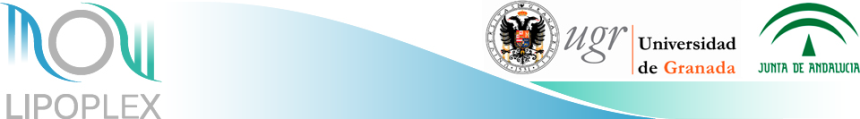 LIPOPLEX
ugr
Universidad
de Granada
JUNTA DE ANDALUCIA